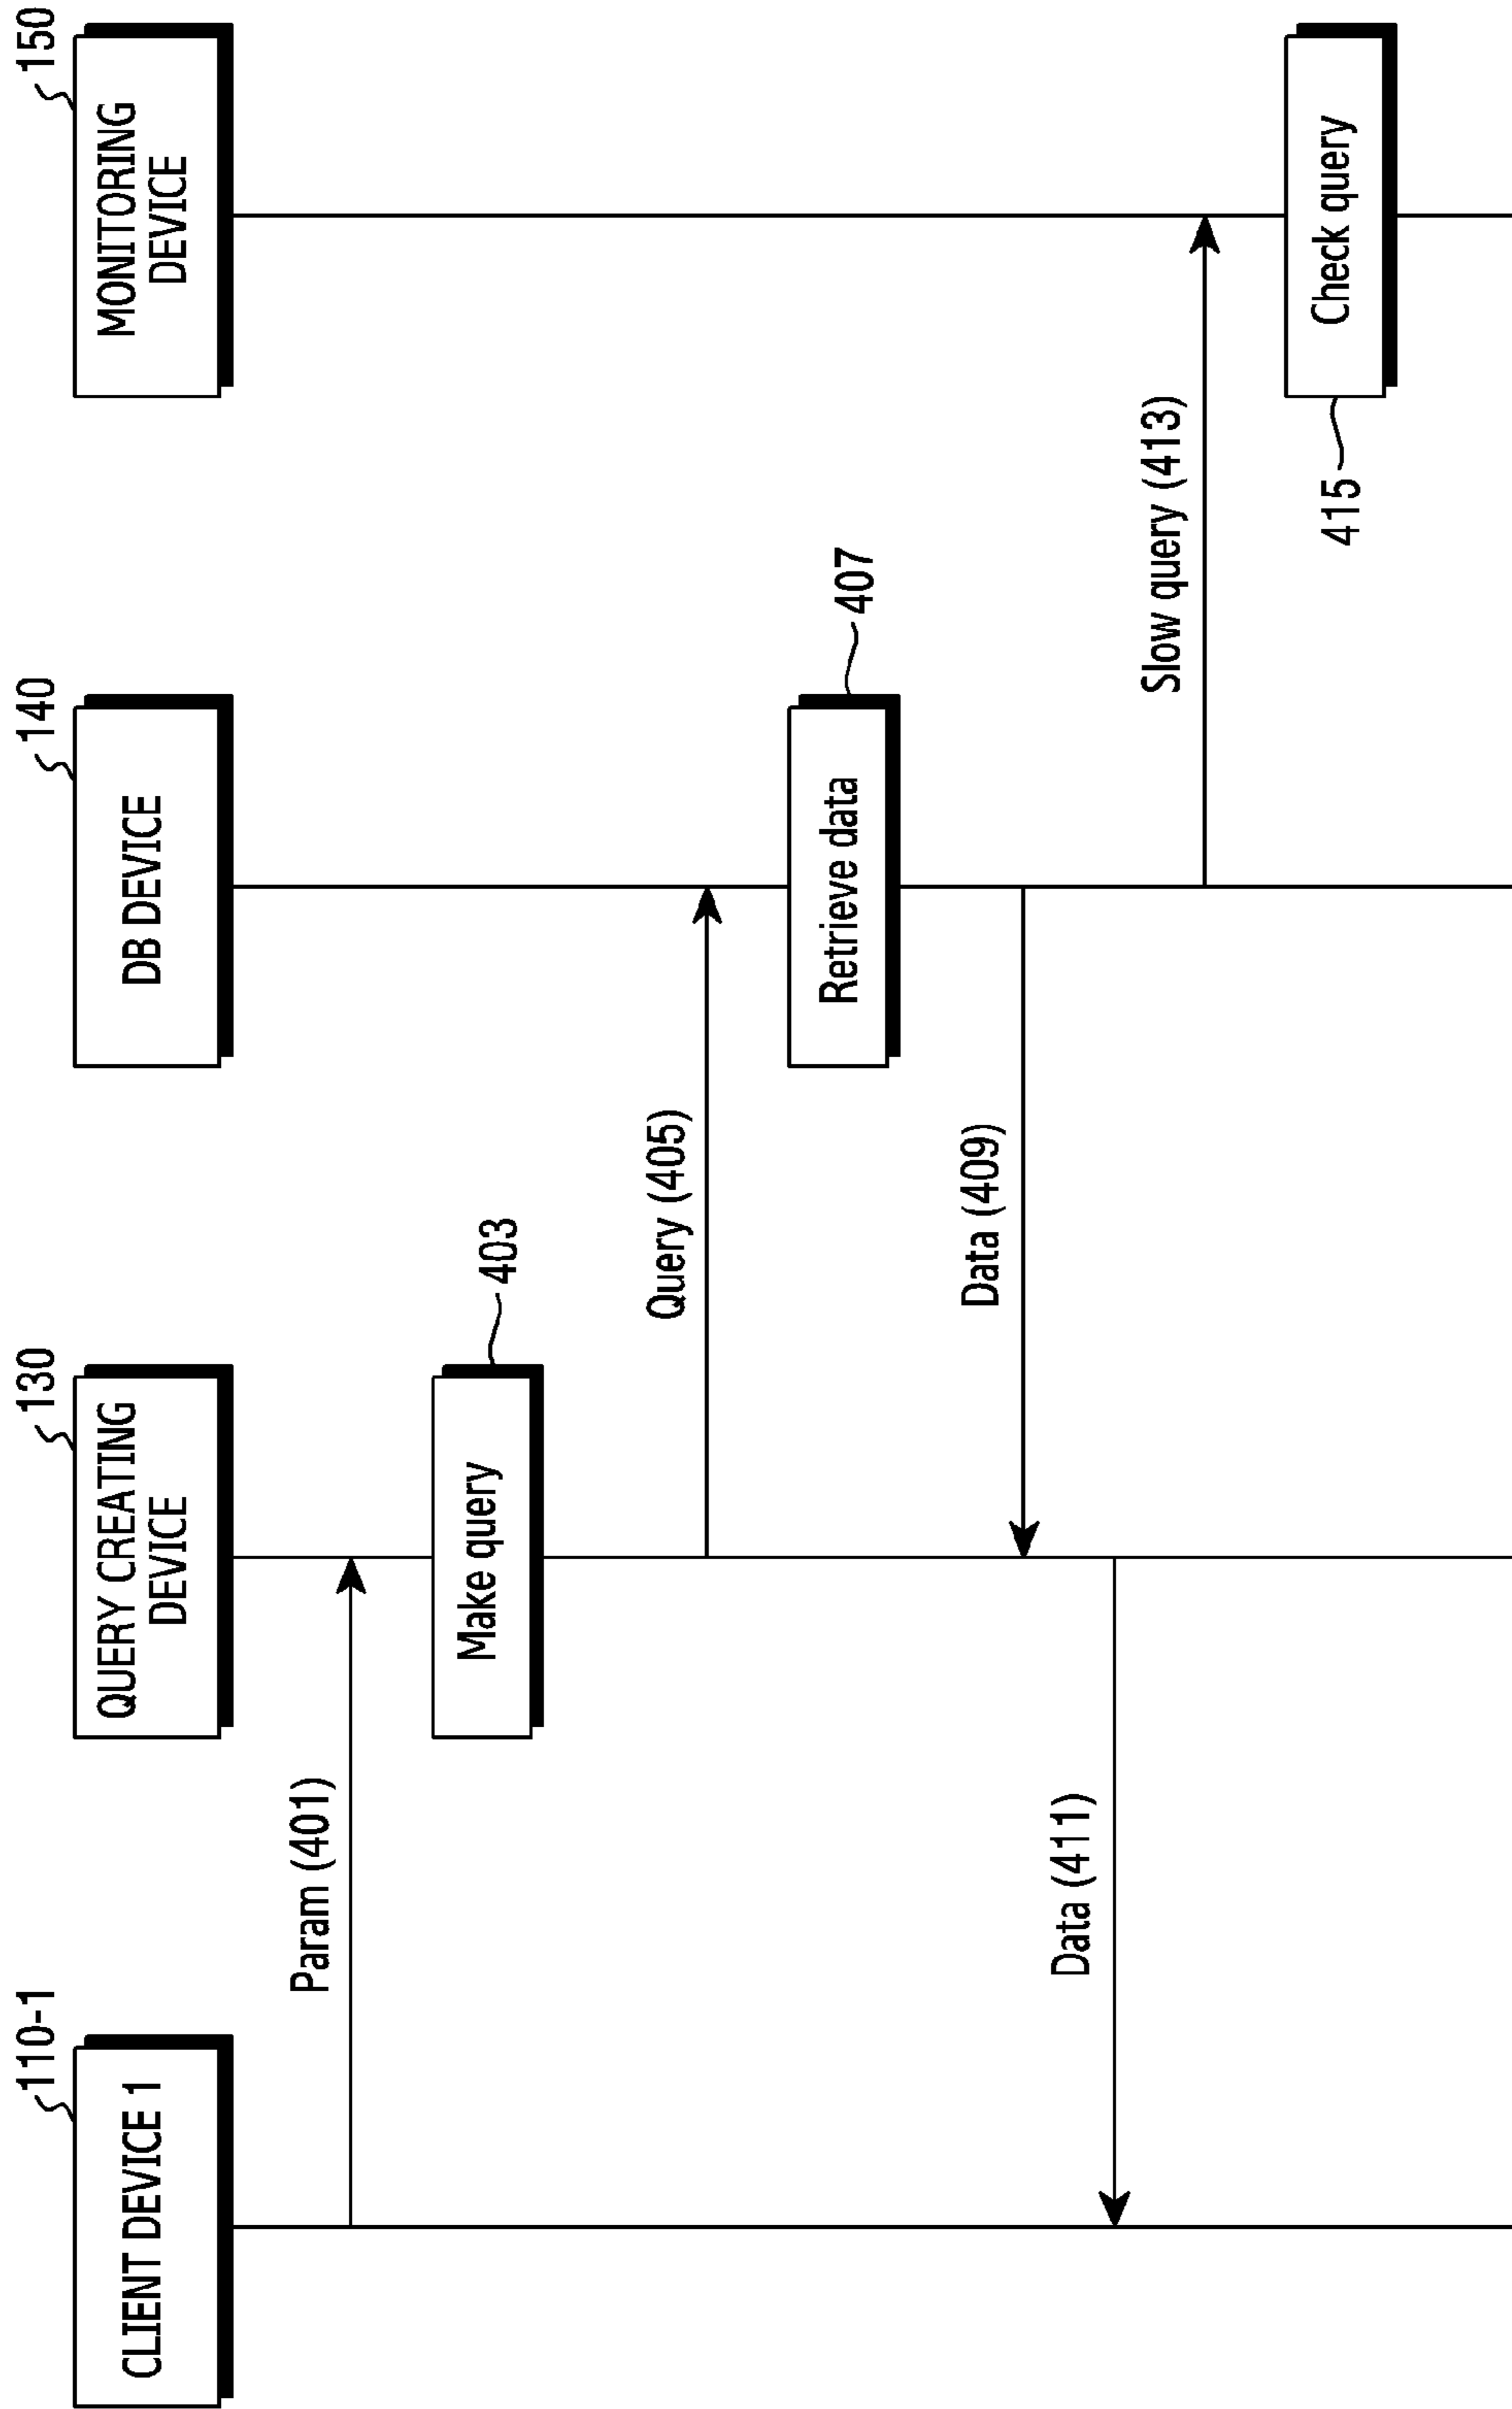 110-1
130
140
150
CLIENT DEVICE 1
QUERY CREATING
DEVICE
DB DEVICE
MONITORING
DEVICE
Param (401)
Make query
403
Query (405)
Retrieve data
407
Data (409)
Data (411)
Slow query (413)
Check query
415